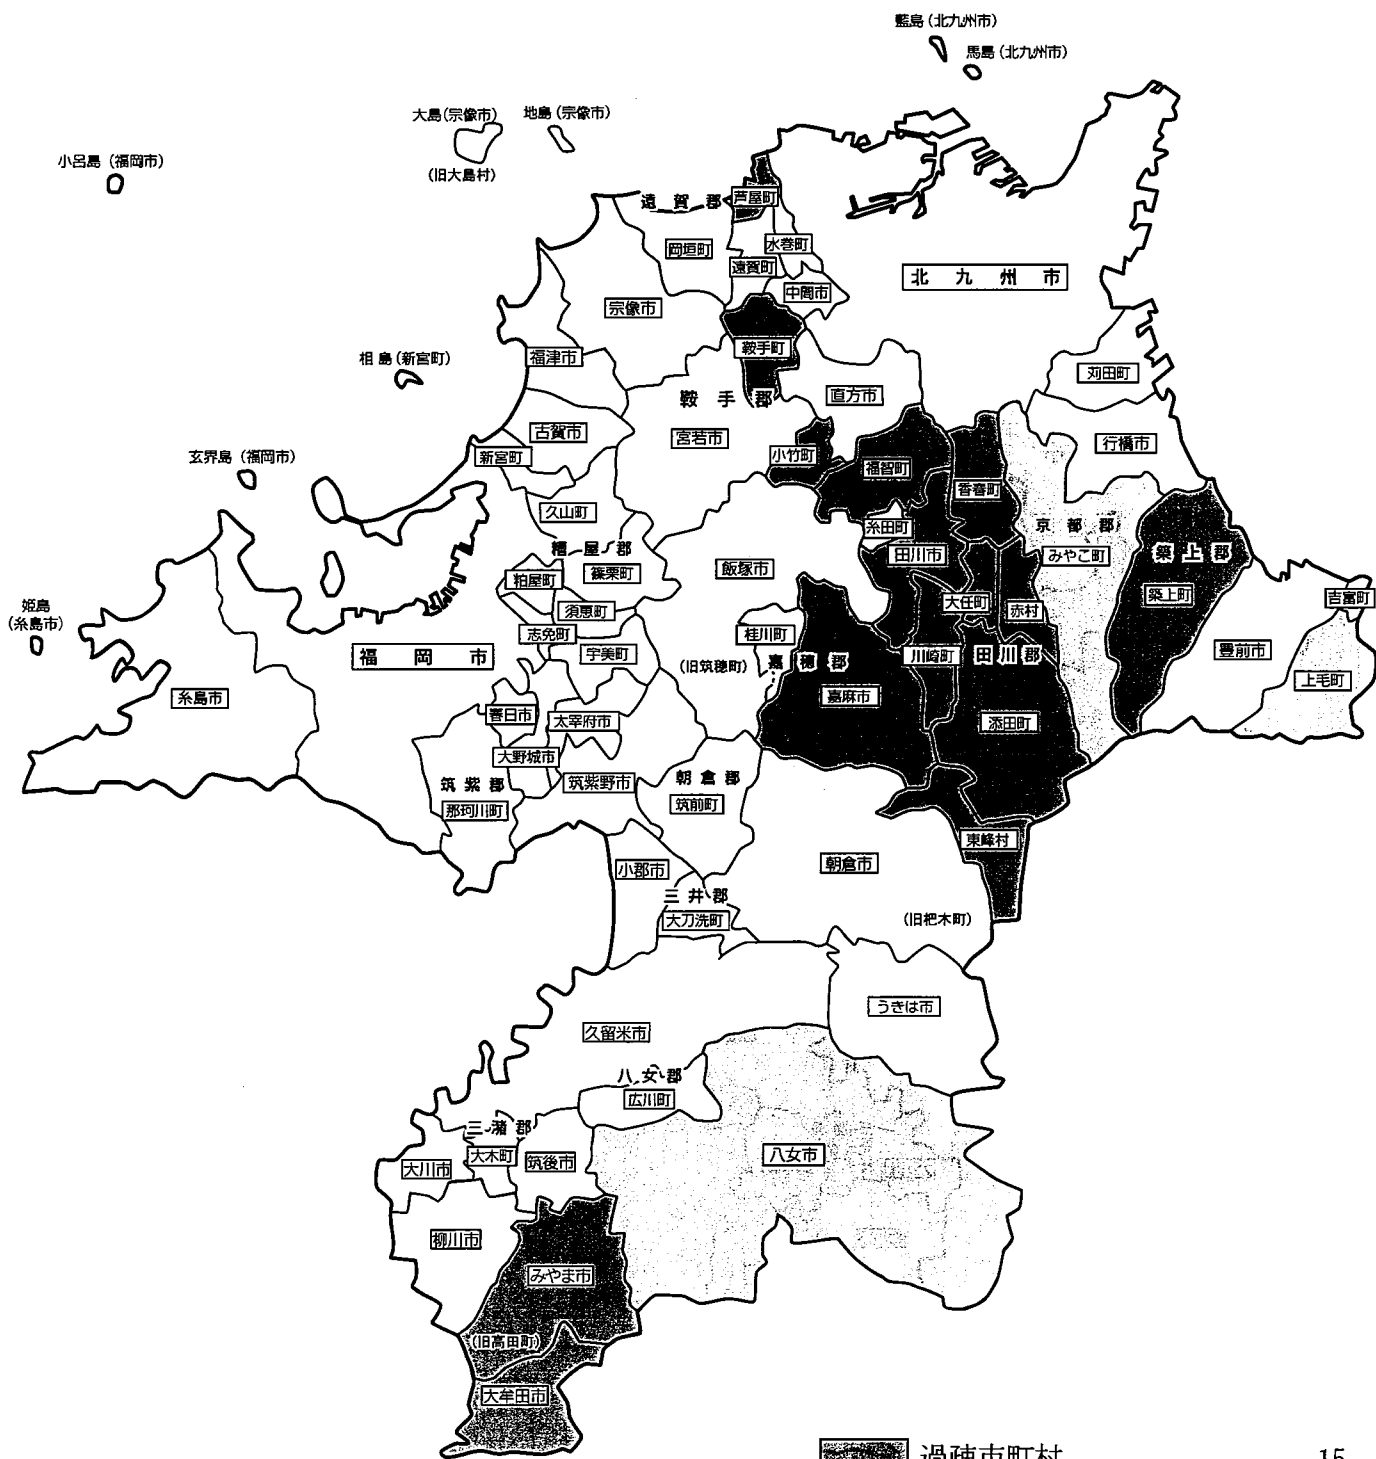 藍島(北九州市)
馬島(北九州市)
大島(宗像市)
地島(宗像市)
小呂島(福岡市)
(旧大島村)
遠賀郡
芦屋町
岡垣町
水巻町
遠賀町
北九州市
中間市
宗像市
鞍手町
相島(新宮町)
福津市
苅田町
鞍手郡
直方市
古賀市
宮若市
行橋市
新宮町
小竹町
玄界島(福岡市)
福智町
香春町
久山町
糸田町
京都郡
糟屋郡
田川市
みやこ町
築上郡
粕屋町
篠栗町
飯塚市
姫島
(糸島市)
須恵町
大任町
赤村
築上町
吉富町
志免町
桂川町
福岡市
宇美町
(旧筑穂町)
嘉穂郡
川崎町
田川郡
豊前市
糸島市
嘉麻市
上毛町
春日市
太宰府市
添田町
大野城市
筑紫郡
筑紫野市
朝倉郡
那珂川町
筑前町
東峰村
小郡市
朝倉市
三井郡
大刀洗町
(旧杷木町)
うきは市
久留米市
八女郡
広川町
三潴郡
大川市
大木町
筑後市
八女市
柳川市
みやま市
(旧高田町)
大牟田市
過疎市町村
15